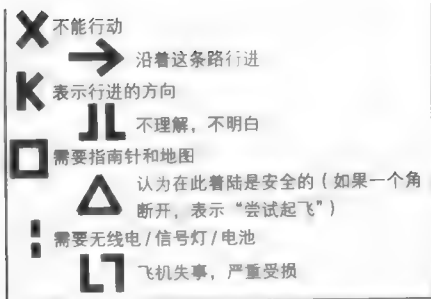 不能行动
沿着这条路行进
K 表示行进的方向
不理解，不明白
需要指南针和地图
认为在此着陆是安全的（如果一个角
断开，表示“尝试起飞”）
需要无线电/信号灯/电池
飞机失事，严重受损